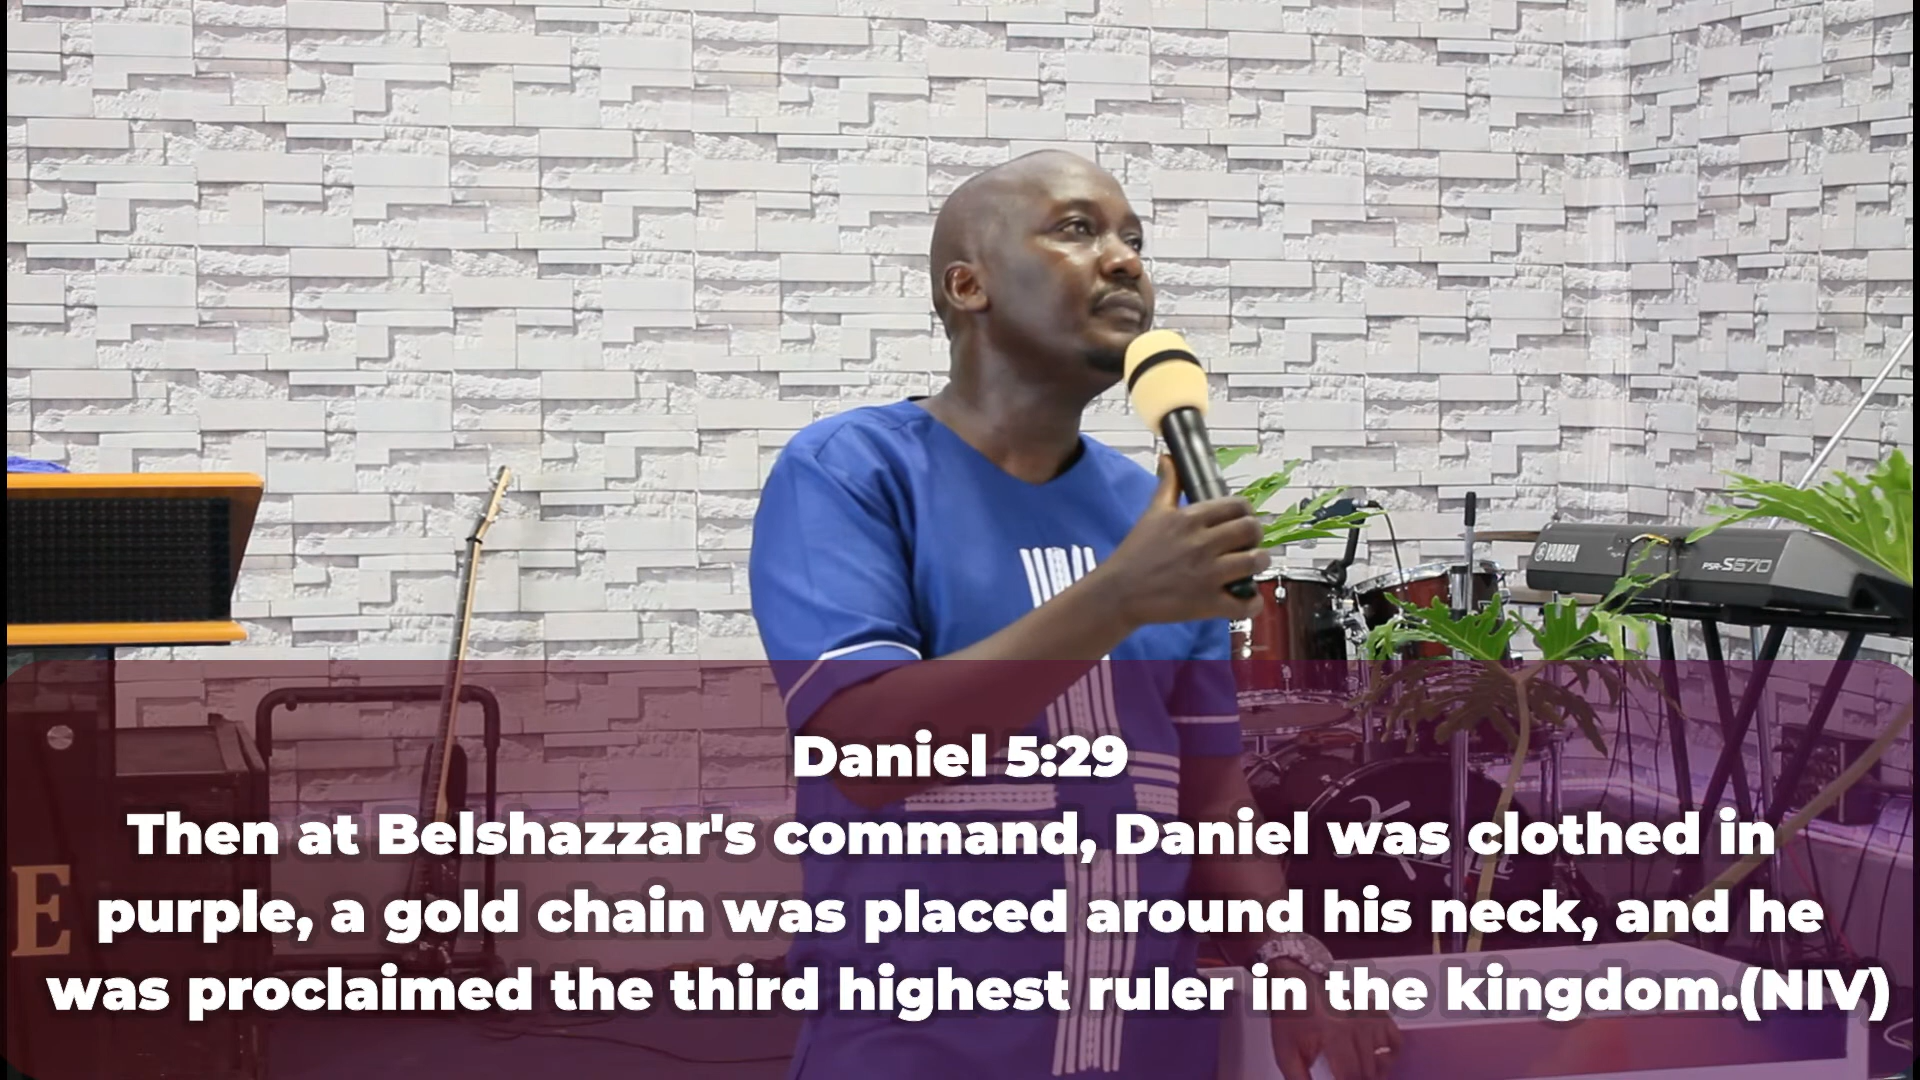 YAMAHA
PSR-S670
Daniel 5:29
Then at Belshazzar's command, Daniel was clothed in
purple, a gold chain was placed around his neck, and he
was proclaimed the third highest ruler in the kingdom.(NIV)
E